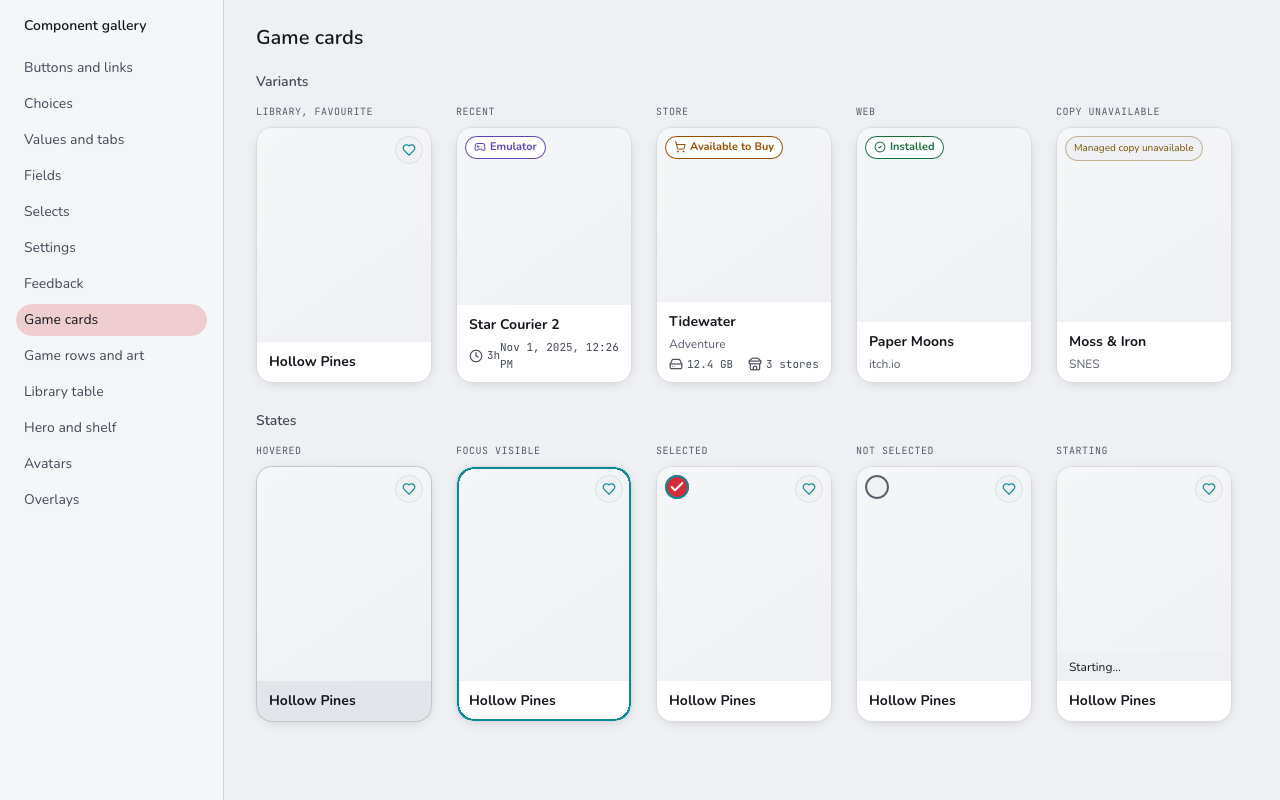 Component gallery
Buttons and links
Choices
Values and tabs
Fields
Selects
Settings
Feedback
Game cards
Game rows and art
Library table
Hero and shelf
Avatars
Overlays
Game cards
Variants
LIBRARY, FAVOURITE
Hollow Pines
RECENT
Emulator
Star Courier 2
3h
Nov 1, 2025, 12:26
PM
STORE
Available to Buy
Tidewater
Adventure
12.4 GB 3 stores
WEB
Installed
Paper Moons
itch.io
COPY UNAVAILABLE
Managed copy unavailable
Moss & Iron
SNES
States
HOVERED
Hollow Pines
FOCUS VISIBLE
Hollow Pines
SELECTED
Hollow Pines
NOT SELECTED
Hollow Pines
STARTING
Starting…
Hollow Pines